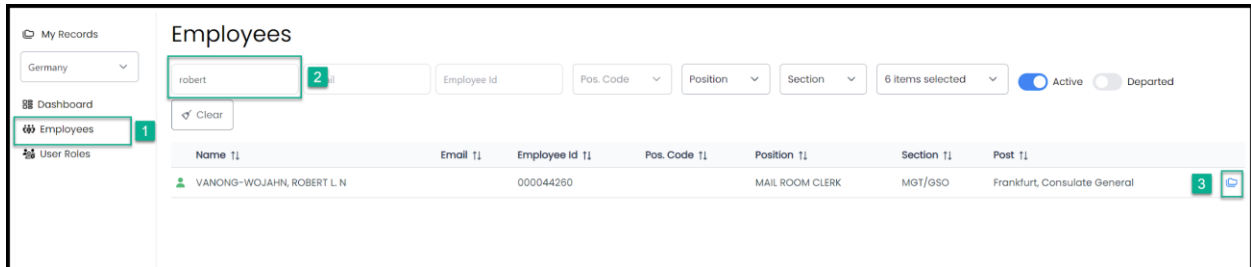 My Records
Germany
Dashboard
Employees
1
User Roles
Employees
robert 2 Employee Id Pos. Code Position Section 6 items selected Active Departed
Clear
Name Email Employee Id Pos. Code Position Section Post
VANONG-WOJAHN, ROBERT L. N 000044260 MAIL ROOM CLERK MGT/GSO Frankfurt, Consulate General 3